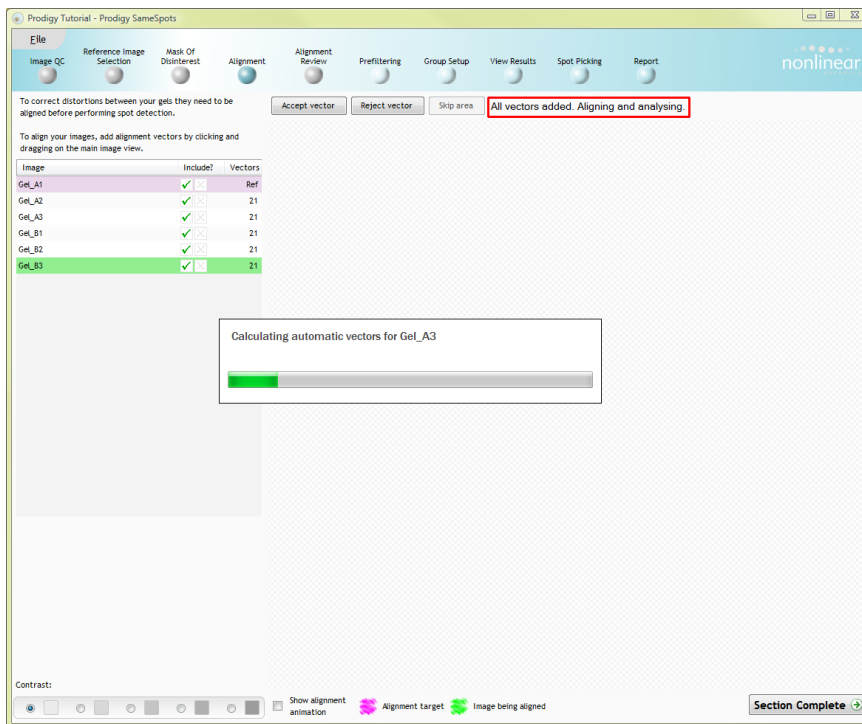 Prodigy Tutorial - Prodigy SameSpots
File
Image QC
Reference Image
Selection
Mask Of
Disinterest
Alignment
Alignment
Review
Prefiltering
Group Setup
View Results
Spot Picking
Report
nonlinear
To correct distortions between your gels they need to be
aligned before performing spot detection.
To align your images, add alignment vectors by clicking and
dragging on the main image view.
Accept vector Reject vector Skip area All vectors added. Aligning and analysing.
Image Include? Vectors
Gel_A1 Ref
Gel_A2 21
Gel_A3 21
Gel_B1 21
Gel_B2 21
Gel_B3 21
Calculating automatic vectors for Gel_A3
Contrast:
Show alignment
animation
Alignment target
Image being aligned
Section Complete